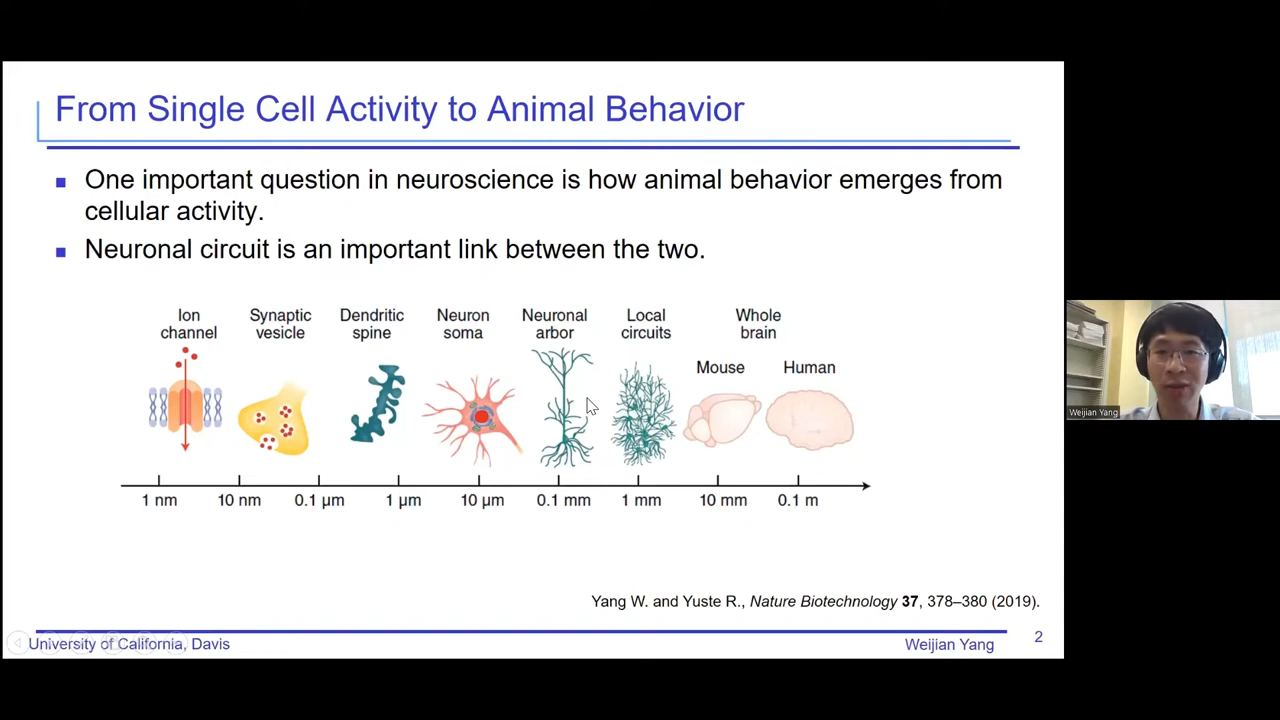 From Single Cell Activity to Animal Behavior
One important question in neuroscience is how animal behavior emerges from
cellular activity.
Neuronal circuit is an important link between the two.
Ion
channel
Synaptic
vesicle
Dendritic
spine
Neuron
soma
Neuronal
arbor
Local
circuits
Whole
brain
Mouse
Human
1 nm
10 nm
0.1 µm
1 µm
10 µm
0.1 mm
1 mm
10 mm
0.1 m
Yang W. and Yuste R., Nature Biotechnology 37, 378–380 (2019).
University of California, Davis
Weijian Yang
2
Weijian Yang